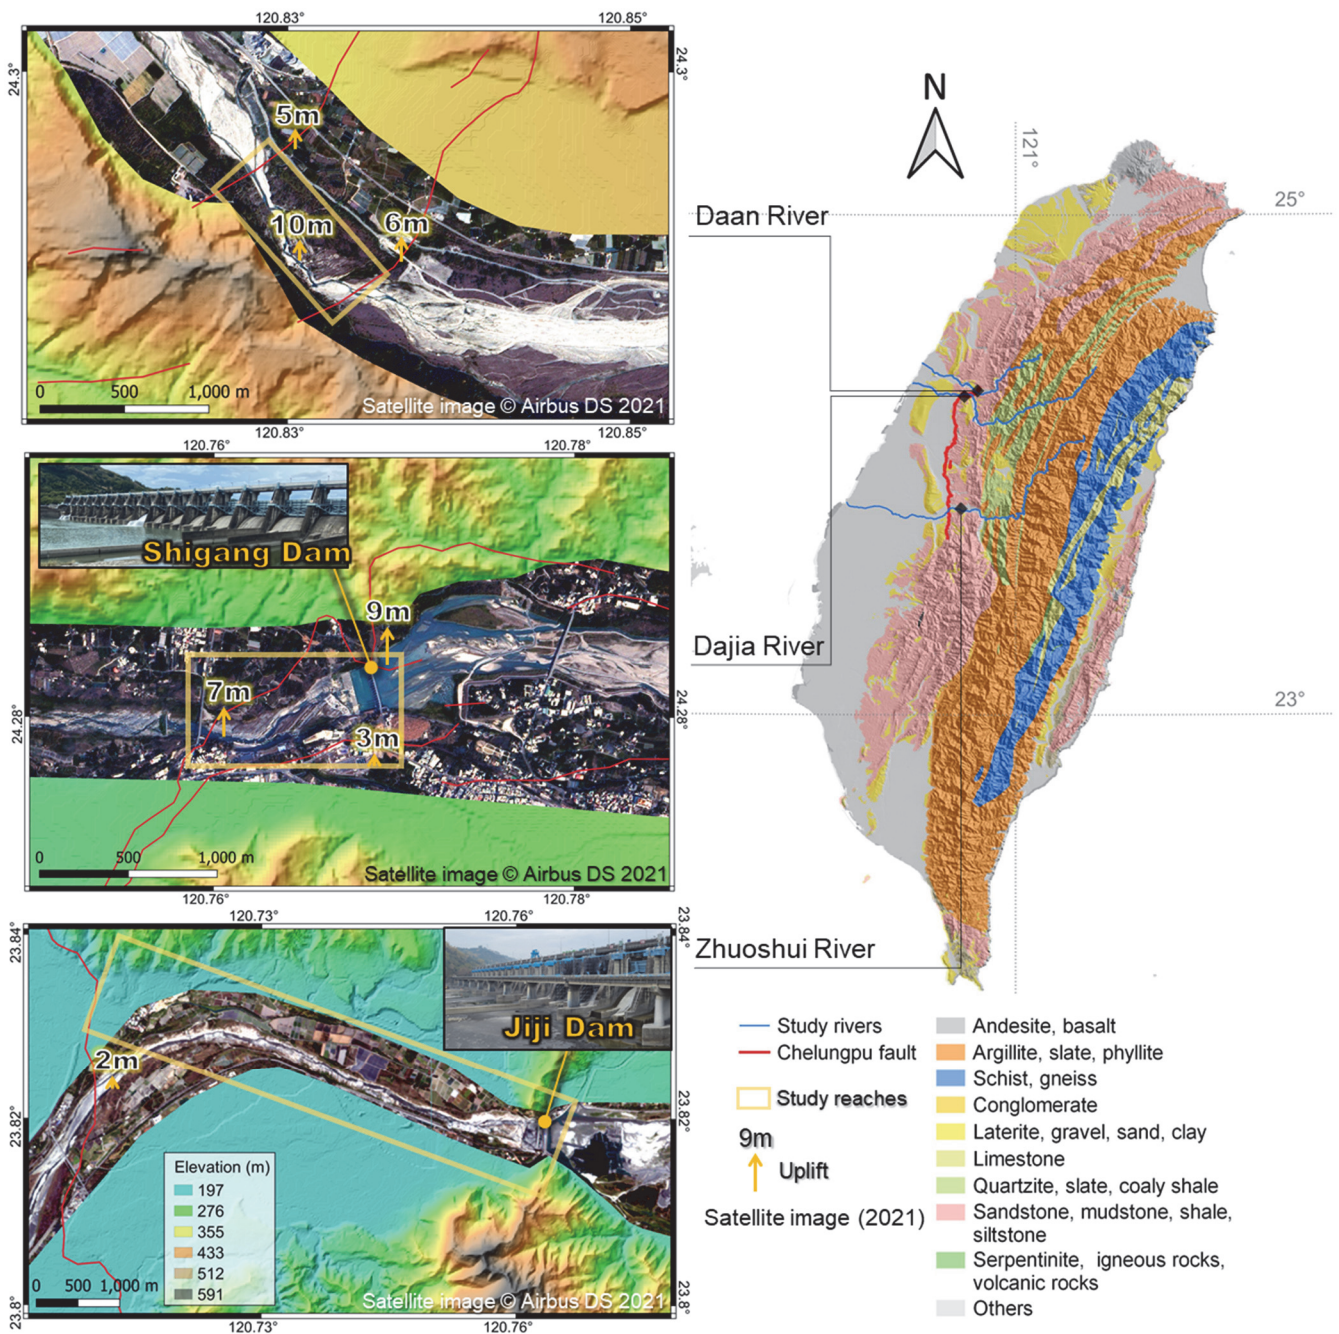 120.83°
120.85°
24.3°
24.3°
5m
10m
6m
0 500 1,000 m
Satellite image © Airbus DS 2021
120.83°
120.85°
120.76°
120.78°
Shigang Dam
9m
7m
3m
24.28°
24.28°
0 500 1,000 m
Satellite image © Airbus DS 2021
120.76°
120.78°
120.73°
120.76°
23.84°
23.84°
Jiji Dam
2m
23.82°
23.82°
Elevation (m)
197
276
355
433
512
591
0 500 1,000 m
Satellite image © Airbus DS 2021
23.8°
23.8°
120.73°
120.76°
N
121°
25°
23°
Daan River
Dajia River
Zhuoshui River
Study rivers
Chelungpu fault
Study reaches
9m
Uplift
Satellite image (2021)
Andesite, basalt
Argillite, slate, phyllite
Schist, gneiss
Conglomerate
Laterite, gravel, sand, clay
Limestone
Quartzite, slate, coaly shale
Sandstone, mudstone, shale,
siltstone
Serpentinite, igneous rocks,
volcanic rocks
Others